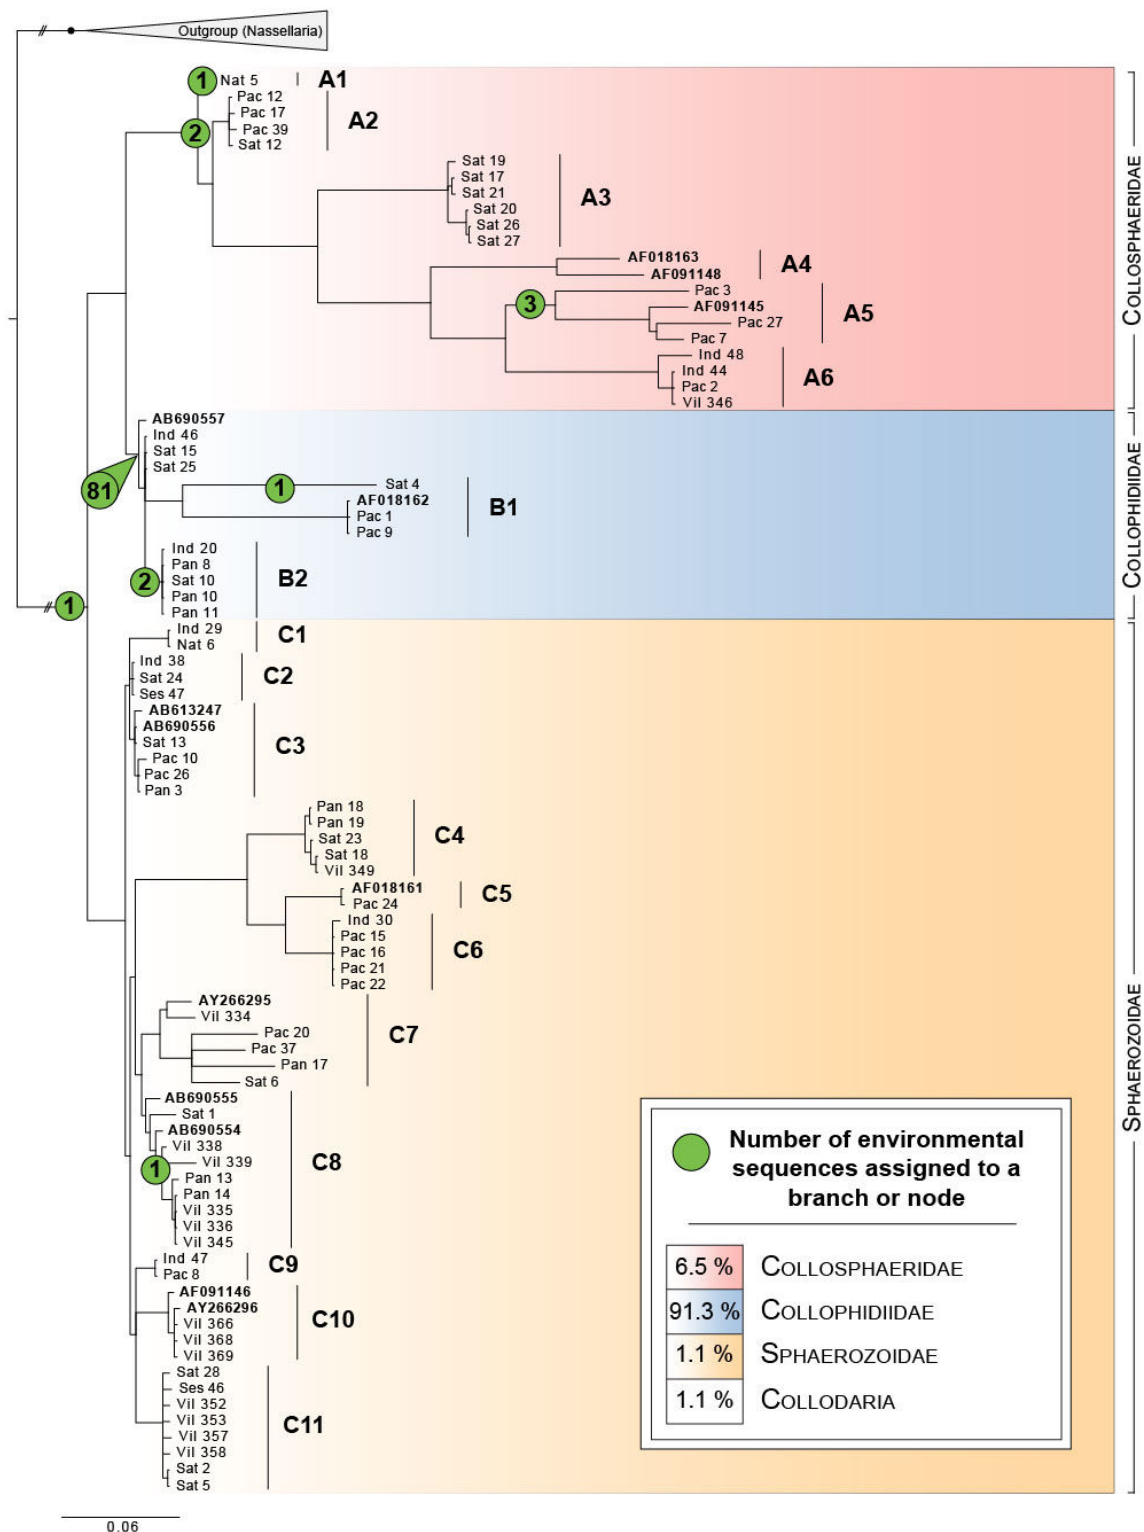 Outgroup (Nassellaria)
1
Nat 5
A1
Pac 12
Pac 17
Pac 39
Sat 12
A2
2
Sat 19
Sat 17
Sat 21
Sat 20
Sat 26
Sat 27
A3
AF018163
AF091148
A4
3
Pac 3
AF091145
Pac 27
Pac 7
A5
Ind 48
Ind 44
Pac 2
Vil 346
A6
COLLOSPHAERIDAE
AB690557
Ind 46
Sat 15
Sat 25
81
1
Sat 4
AF018162
Pac 1
Pac 9
B1
2
Ind 20
Pan 8
Sat 10
Pan 10
Pan 11
B2
COLLOPHIDIIDAE
1
Ind 29
Nat 6
C1
Ind 38
Sat 24
Ses 47
C2
AB613247
AB690556
Sat 13
Pac 10
Pac 26
Pan 3
C3
Pan 18
Pan 19
Sat 23
Sat 18
Vil 349
C4
AF018161
Pac 24
C5
Ind 30
Pac 15
Pac 16
Pac 21
Pac 22
C6
AY266295
Vil 334
Pac 20
Pac 37
Pan 17
Sat 6
C7
AB690555
Sat 1
AB690554
Vil 338
Vil 339
1
Pan 13
Pan 14
Vil 335
Vil 336
Vil 345
C8
Ind 47
Pac 8
C9
AF091146
AY266296
Vil 366
Vil 368
Vil 369
C10
Sat 28
Ses 46
Vil 352
Vil 353
Vil 357
Vil 358
Sat 2
Sat 5
C11
SPHAEROZOIDAE
Number of environmental
sequences assigned to a
branch or node
6.5 % COLLOSPHAERIDAE
91.3 % COLLOPHIDIIDAE
1.1 % SPHAEROZOIDAE
1.1 % COLLODARIA
0.06